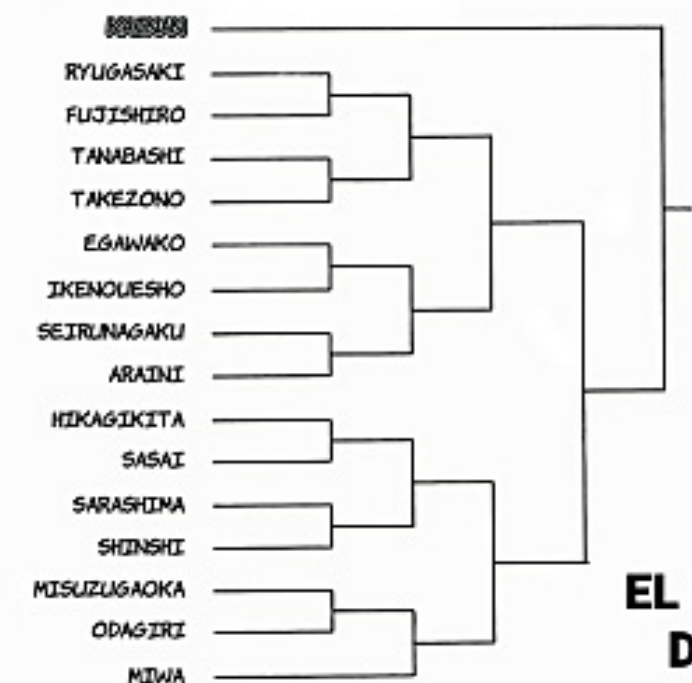 RYUGASAKI
FUJISHIRO
TANABASHI
TAKEZONO
EGAWAKO
IKENOUESHO
SEIRUNAGAKU
ARAINI
HIKAGIKITA
SASAI
SARASHIMA
SHINSHI
MISUZUGAOKA
ODAGIRI
MIWA
EL
D